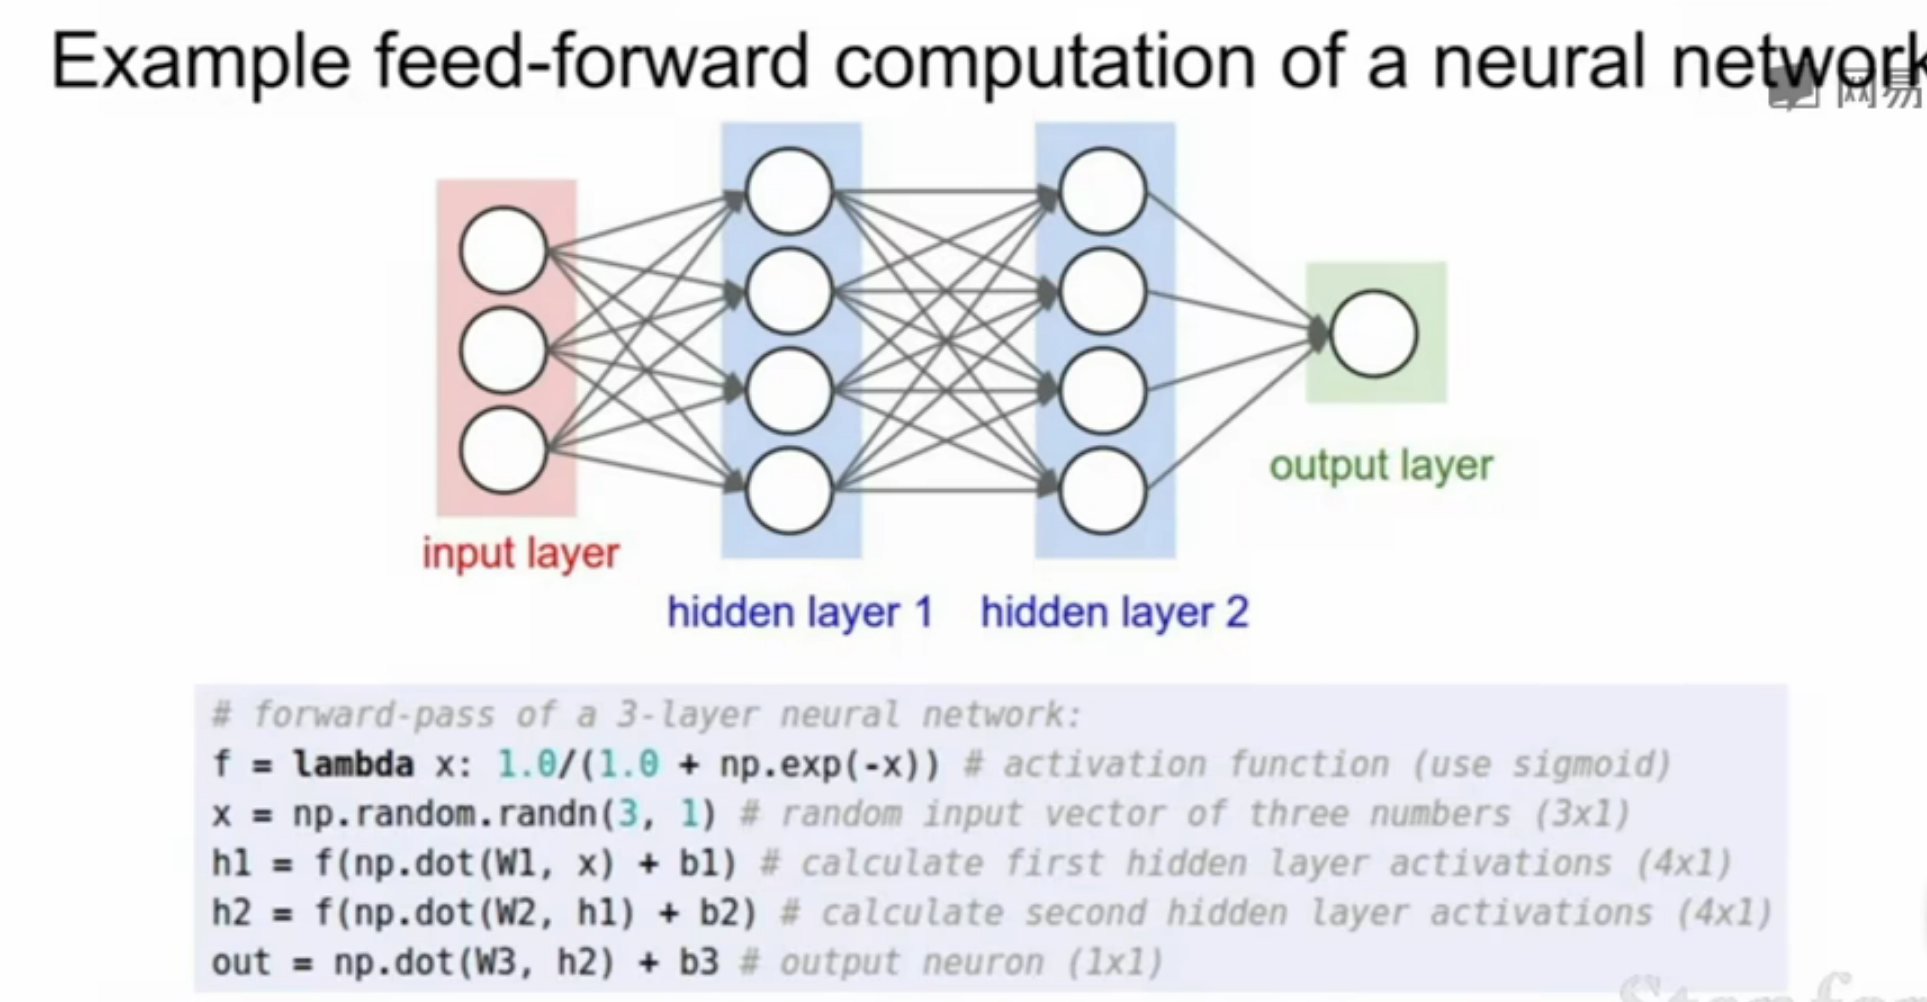 Example feed-forward computation of a neural network
网易
input layer
hidden layer 1
hidden layer 2
output layer
# forward-pass of a 3-layer neural network:
f = lambda x: 1.0/(1.0 + np.exp(-x)) # activation function (use sigmoid)
x = np.random.randn(3, 1) # random input vector of three numbers (3x1)
h1 = f(np.dot(W1, x) + b1) # calculate first hidden layer activations (4x1)
h2 = f(np.dot(W2, h1) + b2) # calculate second hidden layer activations (4x1)
out = np.dot(W3, h2) + b3 # output neuron (1x1)